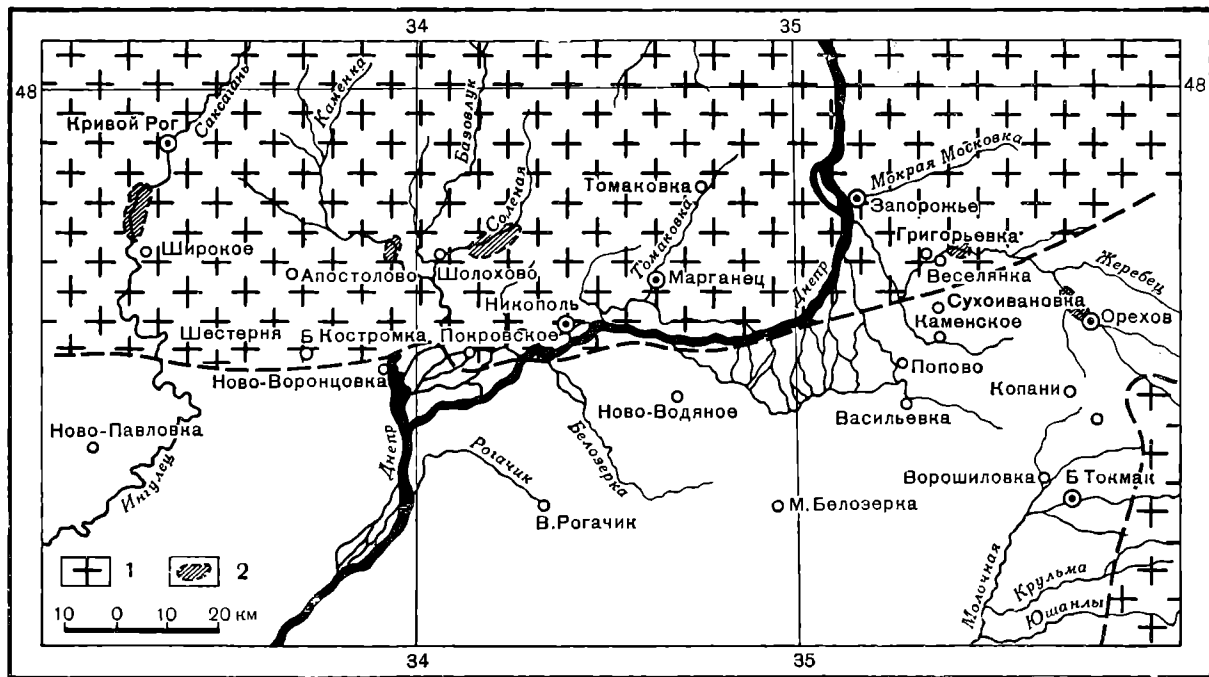 34
35
48
48
Кривой Рог
Саксагань
Каменка
Базовлук
Соленая
Томаковка
Томаковка
Мокрая Московка
Запорожье
Григорьевка
Веселянка
Жеребец
Широкое
Апостолово
Шолохово
Марганец
Днепр
Сухоивановка
Каменское
Орехов
Никополь
Шестерня
Б Костромка
Покровское
Ново-Воронцовка
Попово
Копани
Ново-Водяное
Васильевка
Ново-Павловка
Ингулец
Днепр
Рогачик
Белозерка
Ворошиловка
Б Токмак
В.Рогачик
М.Белозерка
Молочная
Крульма
Юшанлы
1
2
10 0 10 20 км
34
35